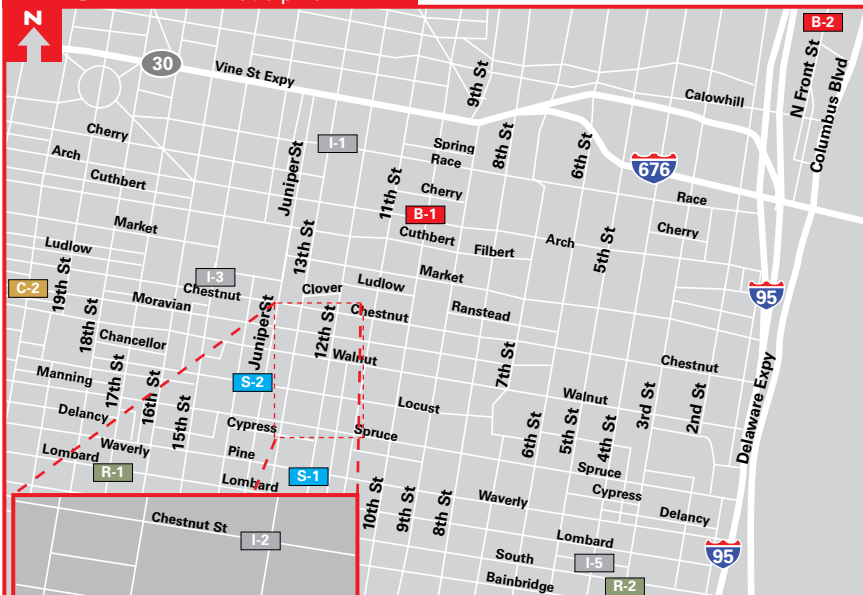 N
B-2
30
Vine St Expy
9th St
N Front St
Columbus Blvd
Calowhill
Cherry
Arch
Cuthbert
Juniper St
I-1
Spring
Race
8th St
6th St
676
11th St
Cherry
B-1
Race
Market
Cuthbert
Filbert
Arch
5th St
Cherry
Ludlow
13th St
Market
C-2
19th St
I-3
Chestnut
Moravian
Clover
Ludlow
Chestnut
Ranstead
95
18th St
Chancellor
Juniper St
12th St
Walnut
7th St
Chestnut
Manning
17th St
16th St
S-2
Walnut
3rd St
2nd St
Delaware Expy
Delancy
15th St
Cypress
Locust
Spruce
6th St
5th St
4th St
Lombard
Waverly
Pine
Spruce
R-1
Lombard
S-1
Cypress
10th St
9th St
8th St
Waverly
Delancy
Chestnut St
I-2
Lombard
South
I-5
95
Bainbridge
R-2